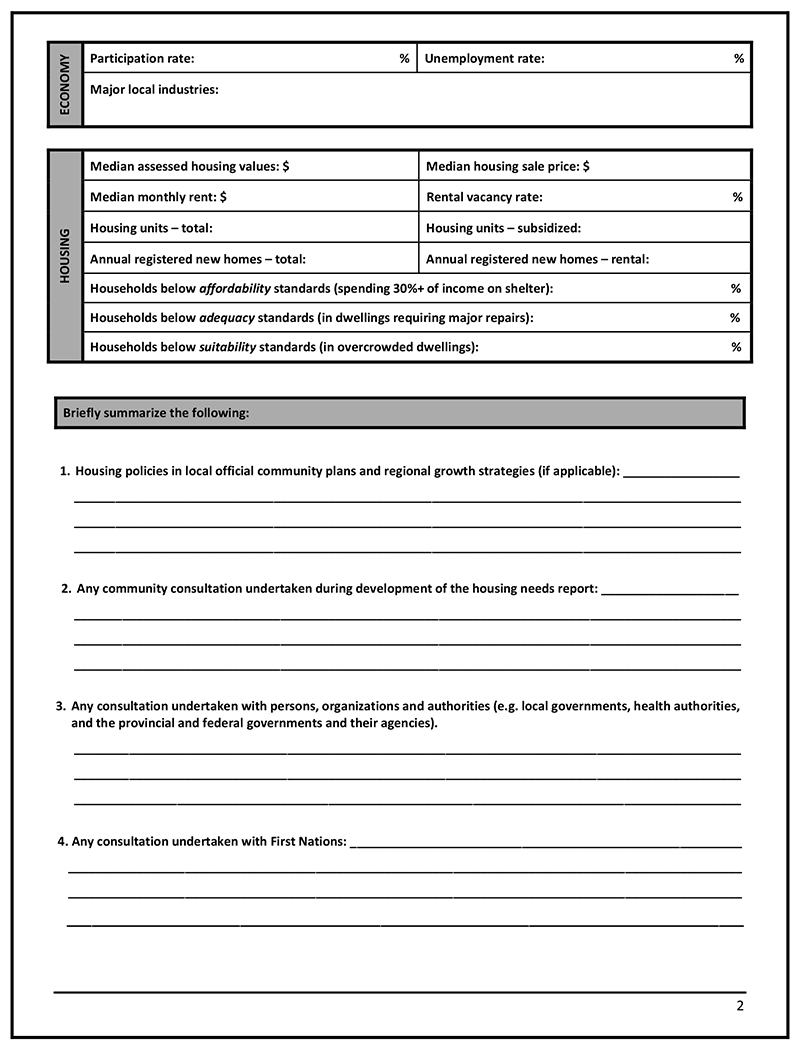 ECONOMY
Participation rate: %
Unemployment rate: %
Major local industries:
HOUSING
Median assessed housing values: $
Median housing sale price: $
Median monthly rent: $
Rental vacancy rate: %
Housing units – total:
Housing units – subsidized:
Annual registered new homes – total:
Annual registered new homes – rental:
Households below affordability standards (spending 30%+ of income on shelter): %
Households below adequacy standards (in dwellings requiring major repairs): %
Households below suitability standards (in overcrowded dwellings): %
Briefly summarize the following:
1. Housing policies in local official community plans and regional growth strategies (if applicable):
2. Any community consultation undertaken during development of the housing needs report:
3. Any consultation undertaken with persons, organizations and authorities (e.g. local governments, health authorities,
and the provincial and federal governments and their agencies).
4. Any consultation undertaken with First Nations:
2